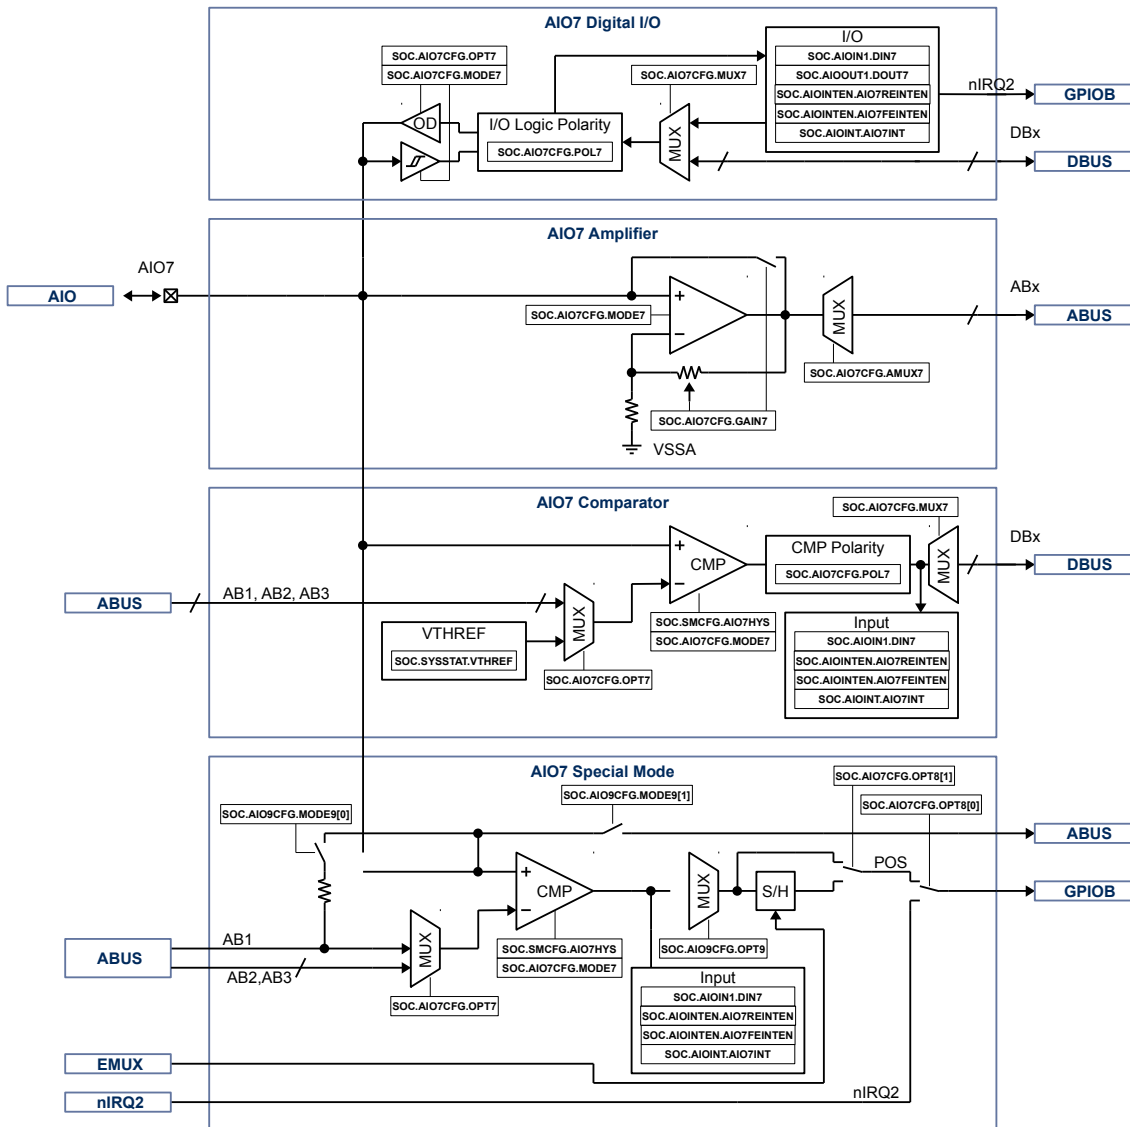 AIO7 Digital I/O
SOC.AIO7CFG.OPT7
SOC.AIO7CFG.MODE7
SOC.AIO7CFG.MUX7
I/O
SOC.AIOIN1.DIN7
SOC.AIOOUT1.DOUT7
SOC.AIOINTEN.AIO7REINTEN
SOC.AIOINTEN.AIO7FEINTEN
SOC.AIOINT.AIO7INT
nIRQ2
GPIOB
OD
I/O Logic Polarity
SOC.AIO7CFG.POL7
MUX
DBx
DBUS
AIO7 Amplifier
AIO7
AIO
SOC.AIO7CFG.MODE7
+
−
MUX
ABx
ABUS
SOC.AIO7CFG.AMUX7
SOC.AIO7CFG.GAIN7
VSSA
AIO7 Comparator
SOC.AIO7CFG.MUX7
+
−
CMP
CMP Polarity
SOC.AIO7CFG.POL7
MUX
DBx
DBUS
ABUS
AB1, AB2, AB3
MUX
VTHREF
SOC.SYSSTAT.VTHREF
SOC.SMCFG.AIO7HYS
SOC.AIO7CFG.MODE7
SOC.AIO7CFG.OPT7
Input
SOC.AIOIN1.DIN7
SOC.AIOINTEN.AIO7REINTEN
SOC.AIOINTEN.AIO7FEINTEN
SOC.AIOINT.AIO7INT
AIO7 Special Mode
SOC.AIO7CFG.OPT8[1]
SOC.AIO9CFG.MODE9[1]
SOC.AIO7CFG.OPT8[0]
SOC.AIO9CFG.MODE9[0]
ABUS
+
−
CMP
MUX
S/H
POS
GPIOB
ABUS
AB1
AB2,AB3
MUX
SOC.SMCFG.AIO7HYS
SOC.AIO7CFG.MODE7
SOC.AIO9CFG.OPT9
SOC.AIO7CFG.OPT7
Input
SOC.AIOIN1.DIN7
SOC.AIOINTEN.AIO7REINTEN
SOC.AIOINTEN.AIO7FEINTEN
SOC.AIOINT.AIO7INT
EMUX
nIRQ2
nIRQ2